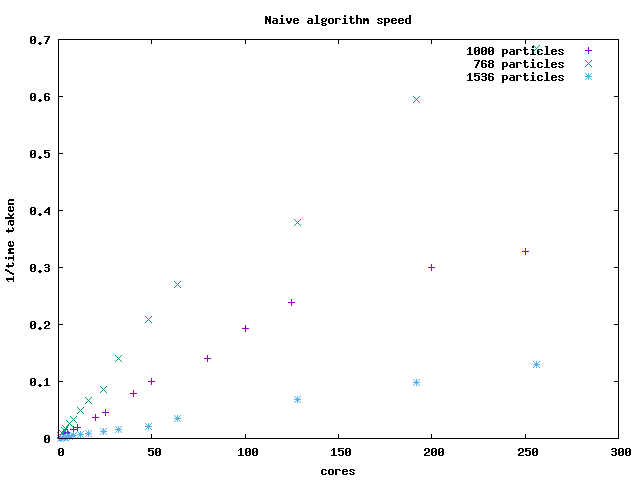 Naive algorithm speed
1000 particles
768 particles
1536 particles
0.7
0.6
0.5
0.4
0.3
0.2
0.1
0
1/time taken
0 50 100 150 200 250 300
cores